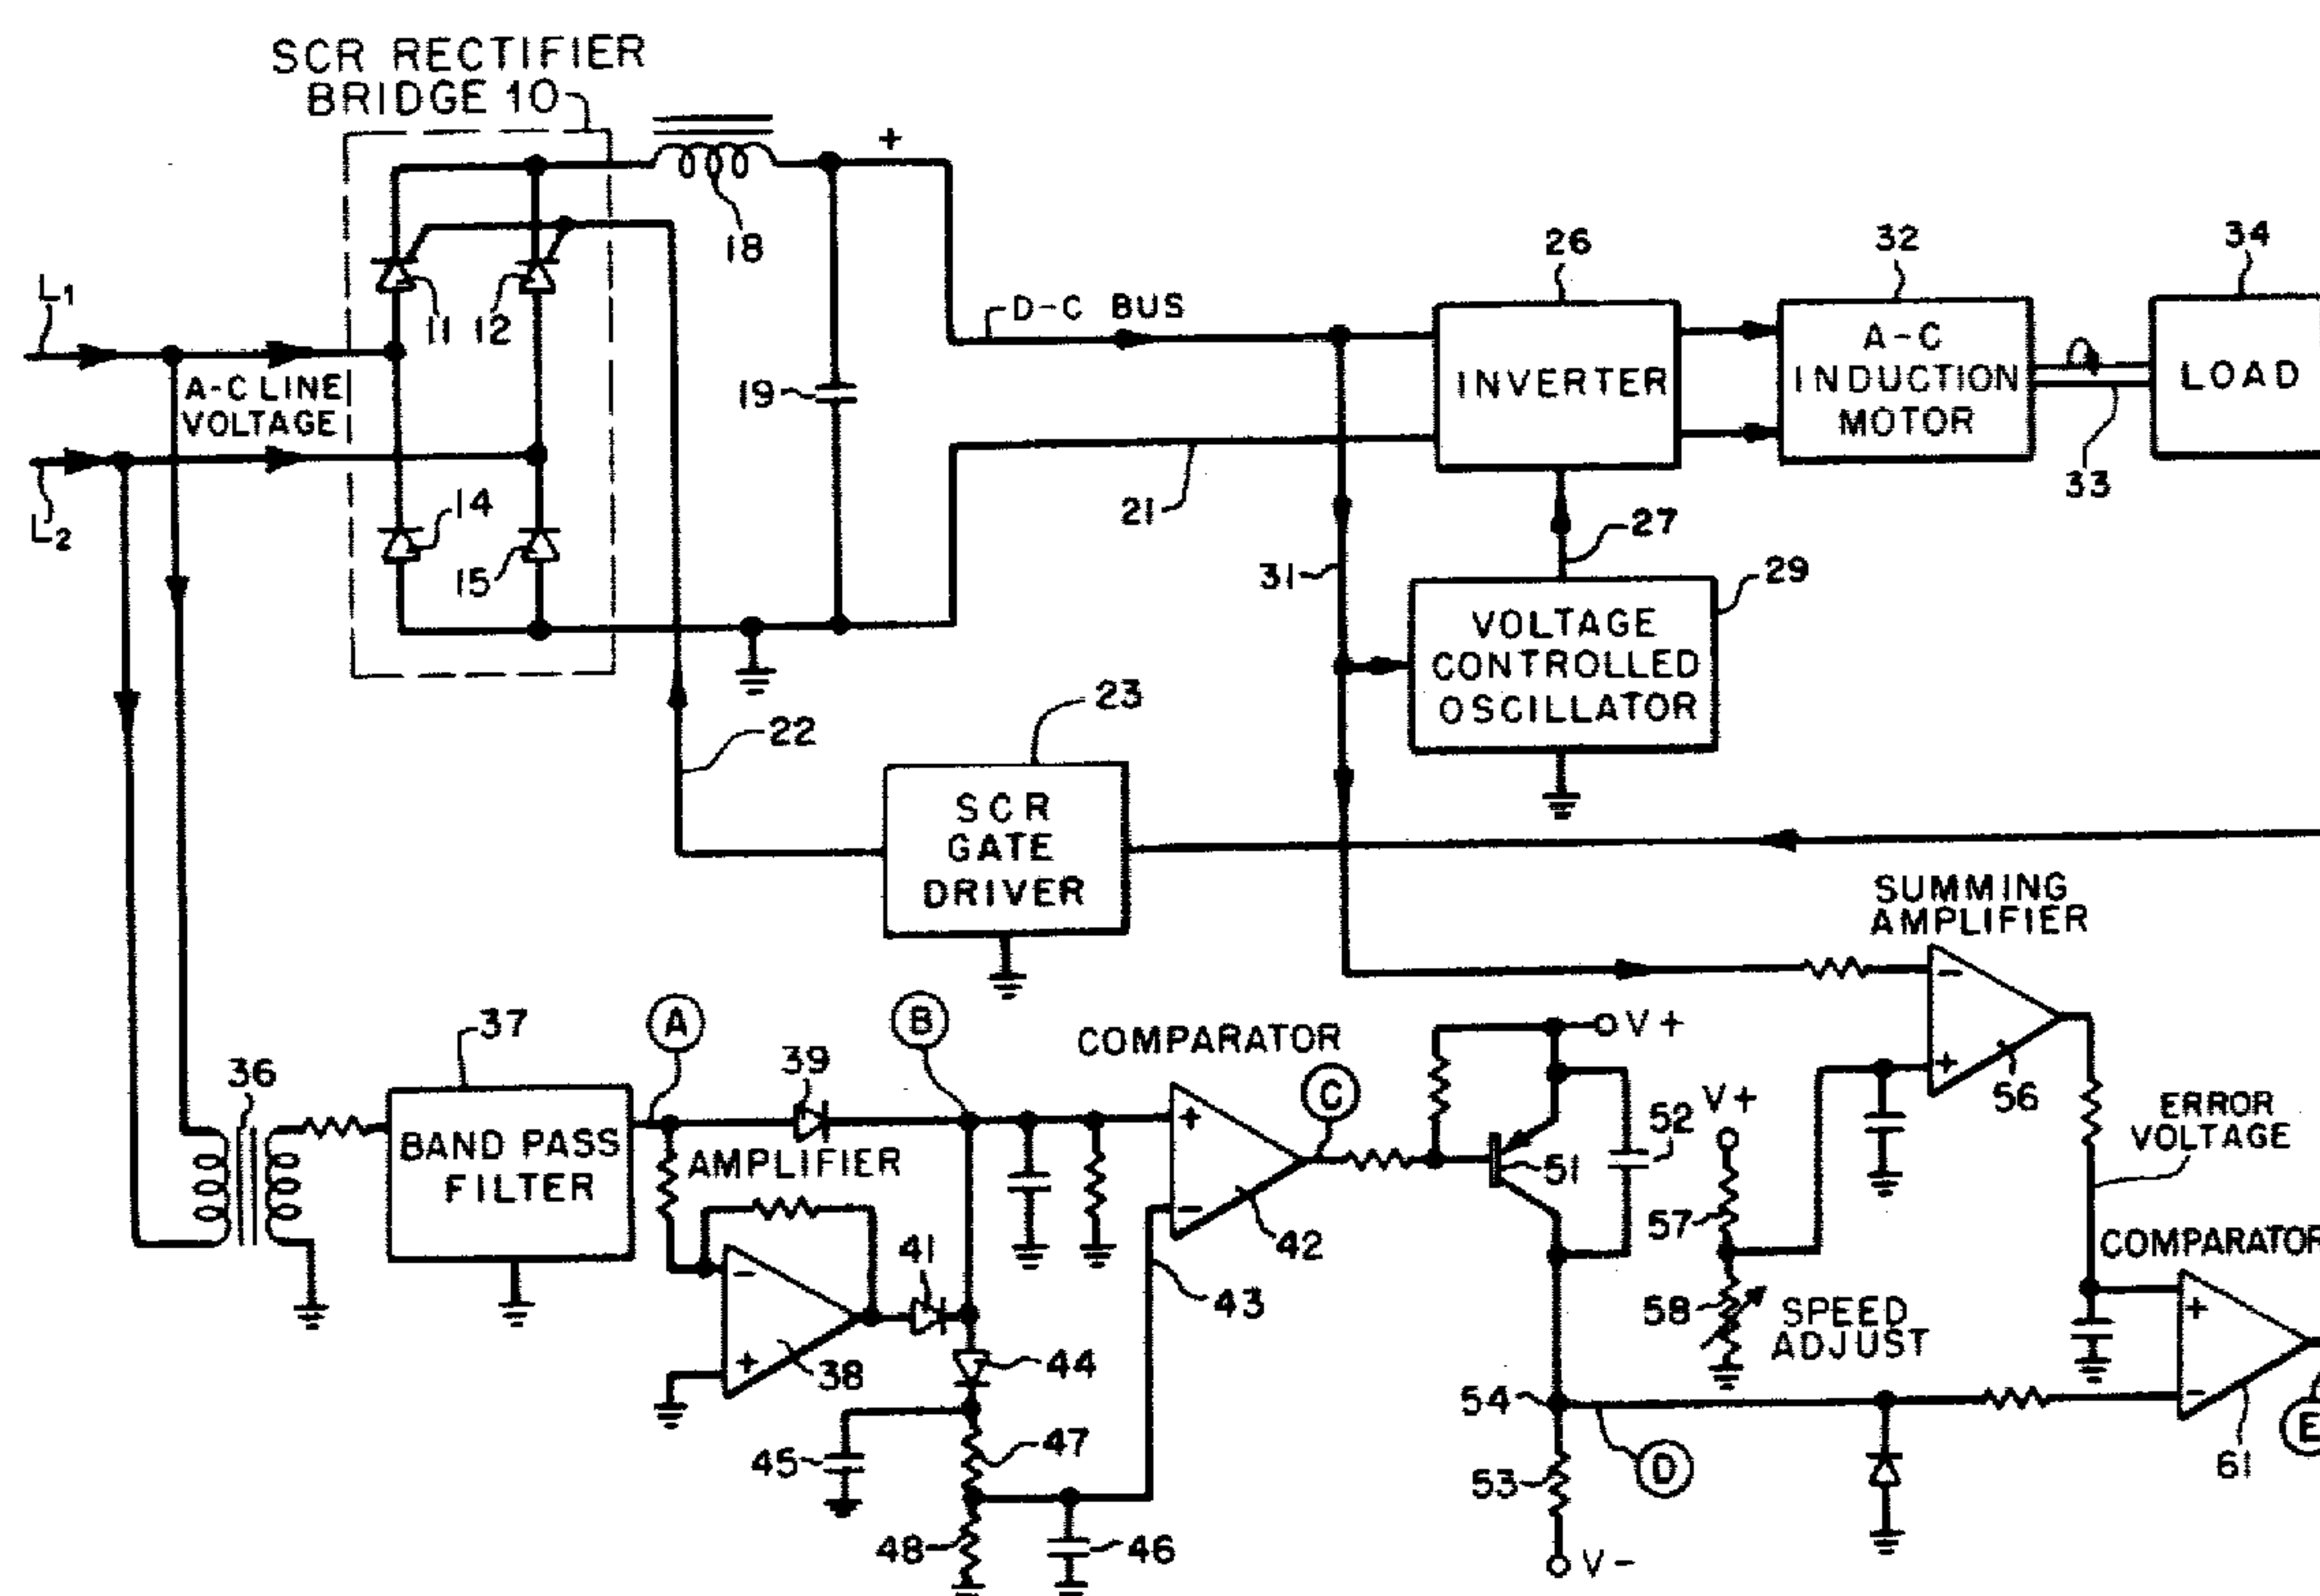 SCR RECTIFIER
BRIDGE 10
+
18
11
12
L1
A-C LINE
VOLTAGE
L2
14
15
19
D-C BUS
21
26
INVERTER
32
A-C
INDUCTION
MOTOR
34
LOAD
33
27
31
29
VOLTAGE
CONTROLLED
OSCILLATOR
22
23
SCR
GATE
DRIVER
SUMMING
AMPLIFIER
-
+
56
36
37
BAND PASS
FILTER
A
39
B
AMPLIFIER
-
+
38
41
44
45
47
48
46
COMPARATOR
+
-
42
43
C
V+
51
52
V+
57
58
SPEED
ADJUST
54
53
D
V-
ERROR
VOLTAGE
COMPARATOR
+
-
61
E